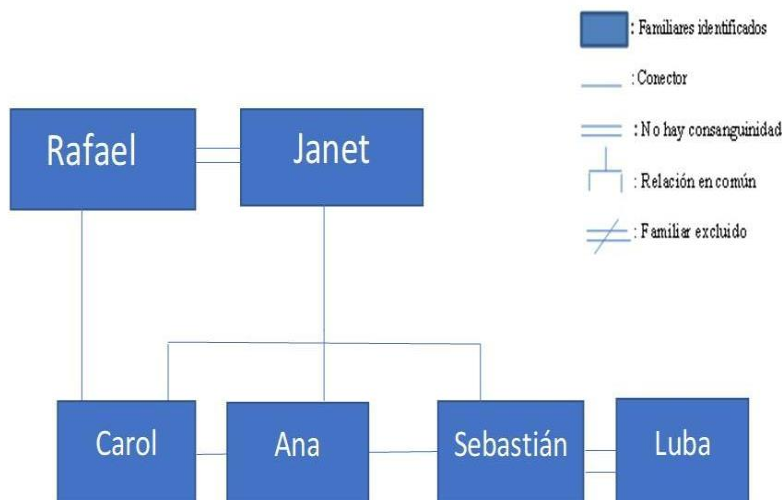 : Familiares identificados
: Conector
: No hay consanguinidad
: Relación en común
: Familiar excluido
Rafael
Janet
Carol
Ana
Sebastián
Luba